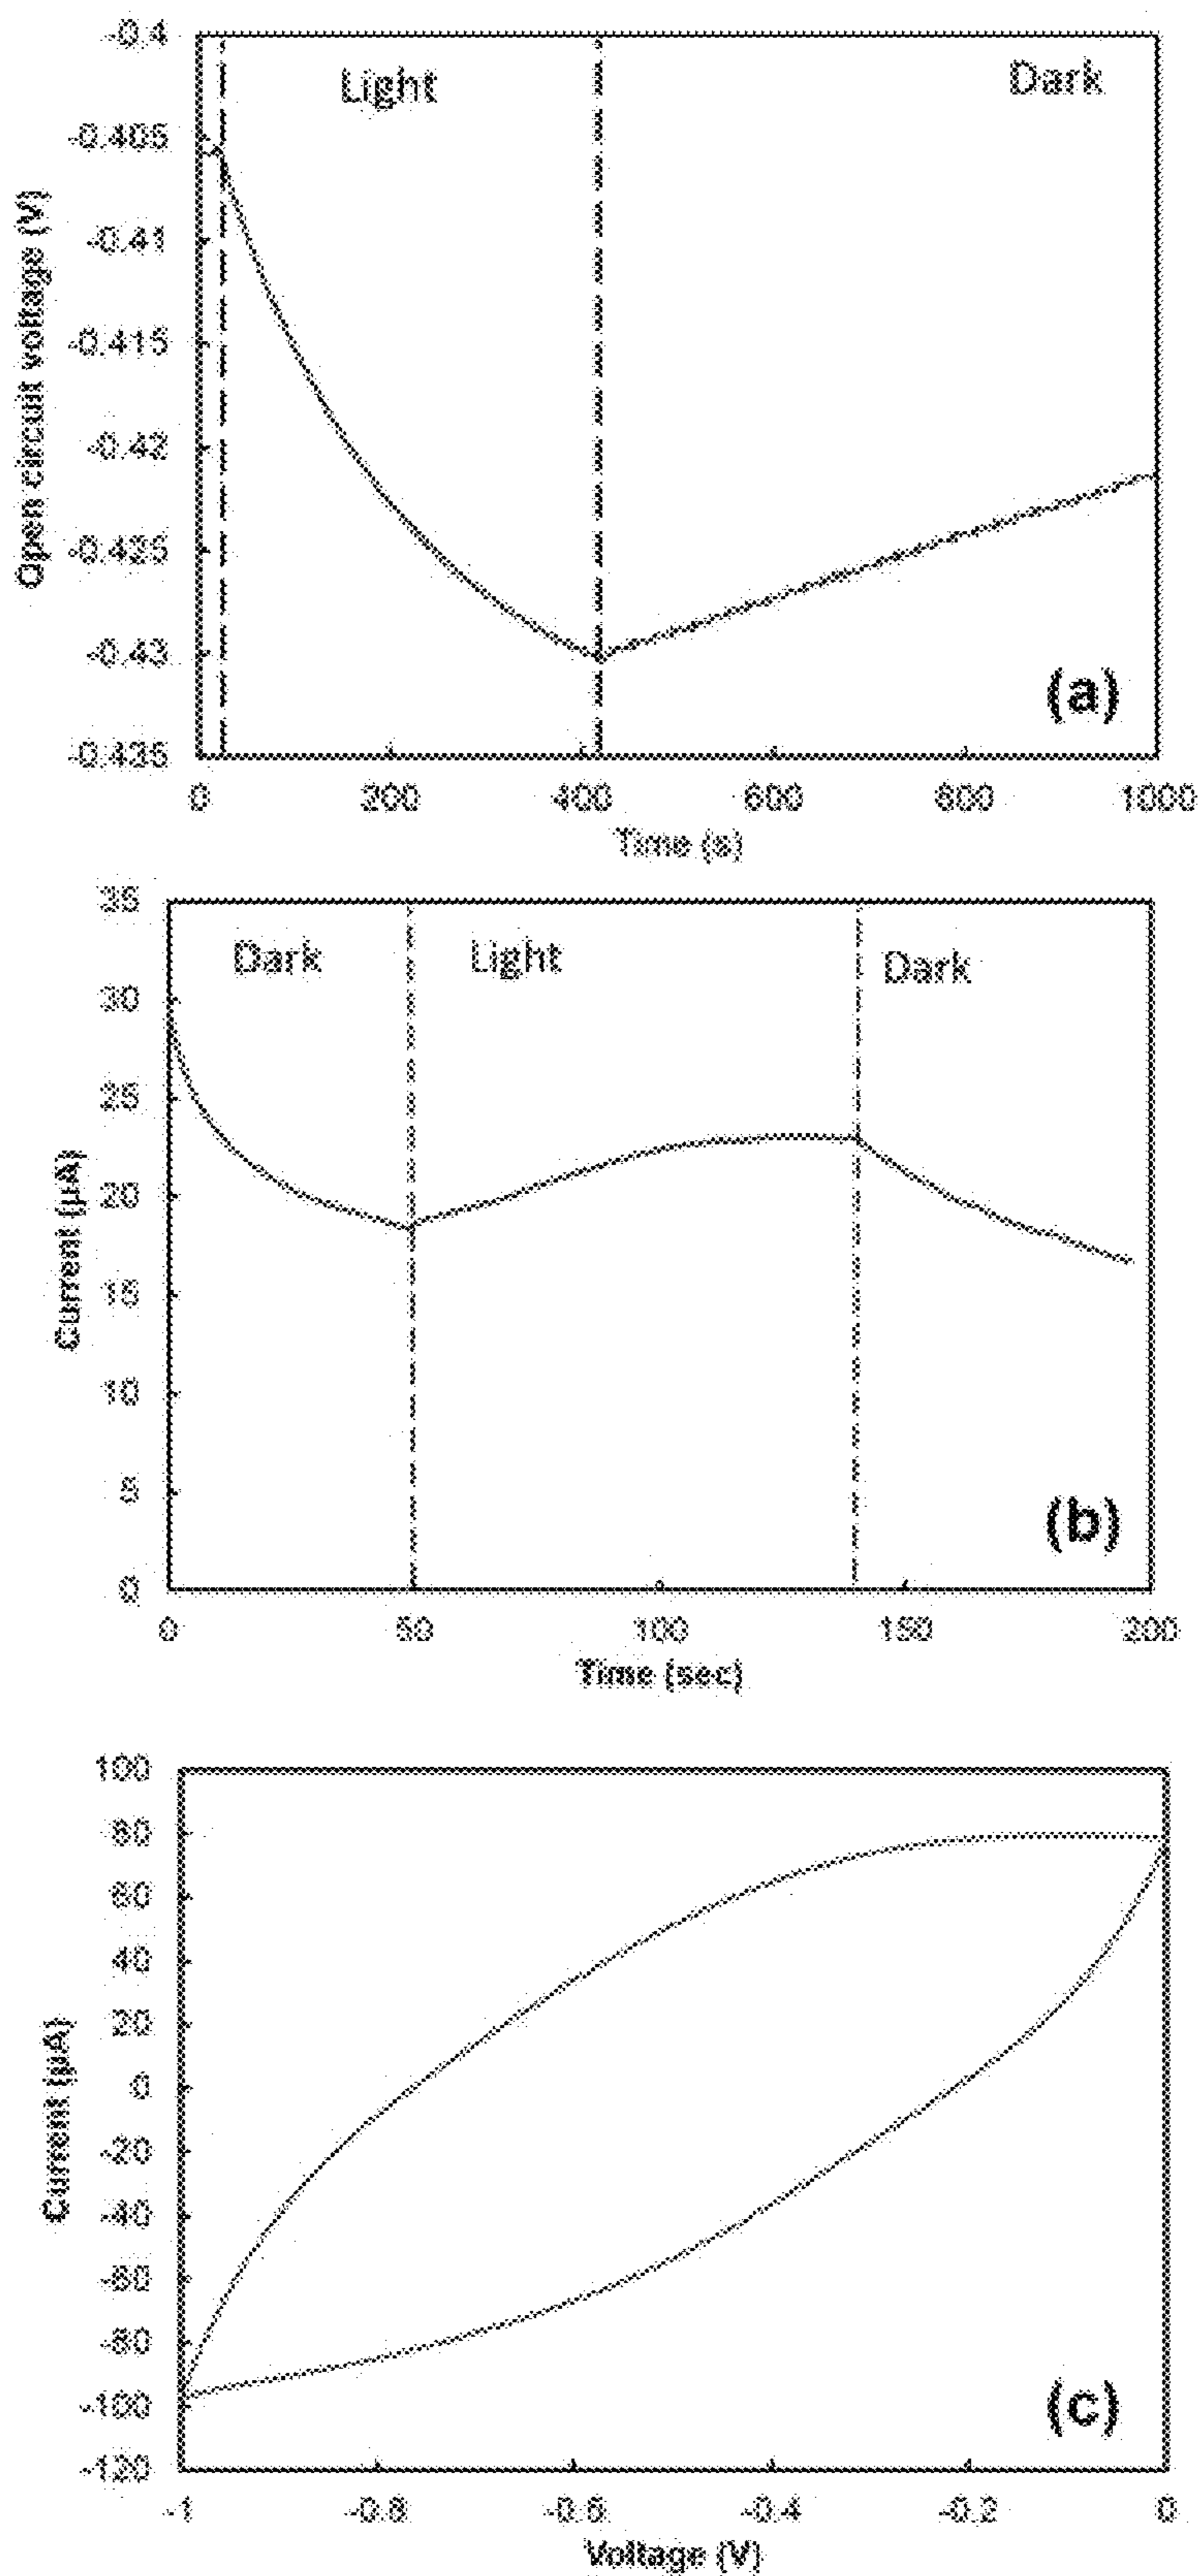 -0.4
Light
Dark
-0.405
-0.41
-0.415
-0.42
-0.425
-0.43
-0.435
Open circuit voltage (V)
(a)
0 200 400 600 800 1000
Time (s)
35
Dark Light Dark
30
25
20
15
10
5
0
Current (µA)
(b)
0 50 100 150 200
Time (sec)
100
80
60
40
20
0
-20
-40
-60
-80
-100
-120
Current (µA)
(c)
-1 -0.8 -0.6 -0.4 -0.2 0
Voltage (V)